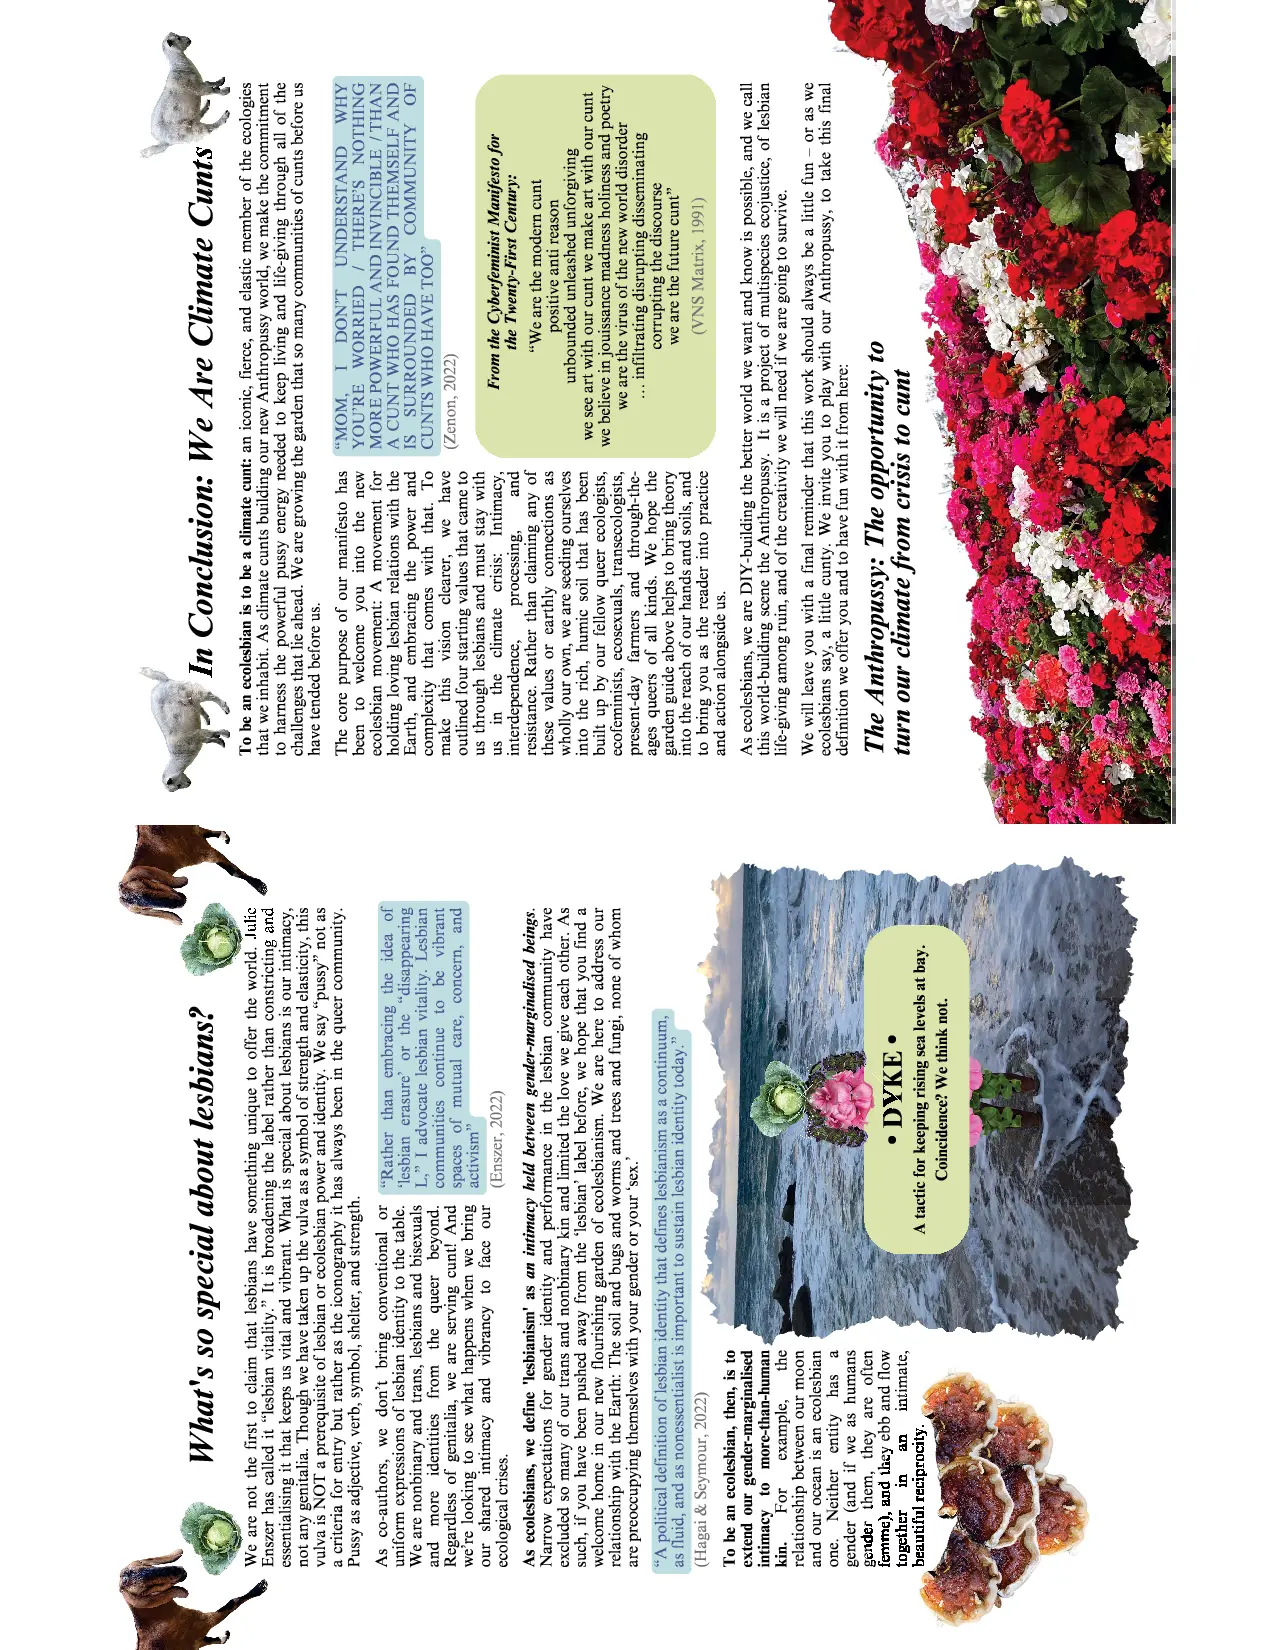 What's so special about lesbians?
We are not the first to claim that lesbians have something unique to offer the world. Julie
Enszer has called it “lesbian vitality.” It is broadening the label rather than constricting and
essentialising it that keeps us vital and vibrant. What is special about lesbians is our intimacy,
not any genitalia. Though we have taken up the vulva as a symbol of strength and elasticity, this
vulva is NOT a prerequisite of lesbian or ecolesbian power and identity. We say “pussy” not as
a criteria for entry but rather as the iconography it has always been in the queer community.
Pussy as adjective, verb, symbol, shelter, and strength.
As co-authors, we don’t bring conventional or
uniform expressions of lesbian identity to the table.
We are nonbinary and trans, lesbians and bisexuals
and more identities from the queer beyond.
Regardless of genitalia, we are serving cunt! And
we’re looking to see what happens when we bring
our shared intimacy and vibrancy to face our
ecological crises.
“Rather than embracing the idea of
‘lesbian erasure’ or the “disappearing
L,” I advocate lesbian vitality. Lesbian
communities continue to be vibrant
spaces of mutual care, concern, and
activism”
(Enszer, 2022)
As ecolesbians, we define 'lesbianism' as an intimacy held between gender-marginalised beings.
Narrow expectations for gender identity and performance in the lesbian community have
excluded so many of our trans and nonbinary kin and limited the love we give each other. As
such, if you have been pushed away from the ‘lesbian’ label before, we hope that you find a
welcome home in our new flourishing garden of ecolesbianism. We are here to address our
relationship with the Earth: The soil and bugs and worms and trees and fungi, none of whom
are preoccupying themselves with your gender or your ‘sex.’
“A political definition of lesbian identity that defines lesbianism as a continuum,
as fluid, and as nonessentialist is important to sustain lesbian identity today.”
(Hagai & Seymour, 2022)
To be an ecolesbian, then, is to
extend our gender-marginalised
intimacy to more-than-human
kin. For example, the
relationship between our moon
and our ocean is an ecolesbian
one. Neither entity has a
gender (and if we as humans
gender them, they are often
femme), and they ebb and flow
together in an intimate,
beautiful reciprocity.
• DYKE •
A tactic for keeping rising sea levels at bay.
Coincidence? We think not.
In Conclusion: We Are Climate Cunts
To be an ecolesbian is to be a climate cunt: an iconic, fierce, and elastic member of the ecologies
that we inhabit. As climate cunts building our new Anthropussy world, we make the commitment
to harness the powerful pussy energy needed to keep living and life-giving through all of the
challenges that lie ahead. We are growing the garden that so many communities of cunts before us
have tended before us.
The core purpose of our manifesto has
been to welcome you into the new
ecolesbian movement: A movement for
holding loving lesbian relations with the
Earth, and embracing the power and
complexity that comes with that. To
make this vision clearer, we have
outlined four starting values that came to
us through lesbians and must stay with
us in the climate crisis: Intimacy,
interdependence, processing, and
resistance. Rather than claiming any of
these values or earthly connections as
wholly our own, we are seeding ourselves
into the rich, humic soil that has been
built up by our fellow queer ecologists,
ecofeminists, ecosexuals, transecologists,
present-day farmers and through-the-
ages queers of all kinds. We hope the
garden guide above helps to bring theory
into the reach of our hands and soils, and
to bring you as the reader into practice
and action alongside us.
“MOM, I DON’T UNDERSTAND WHY
YOU’RE WORRIED / THERE’S NOTHING
MORE POWERFUL AND INVINCIBLE / THAN
A CUNT WHO HAS FOUND THEMSELF AND
IS SURROUNDED BY COMMUNITY OF
CUNTS WHO HAVE TOO”
(Zenon, 2022)
From the Cyberfeminist Manifesto for
the Twenty-First Century:
“We are the modern cunt
positive anti reason
unbounded unleashed unforgiving
we see art with our cunt we make art with our cunt
we believe in jouissance madness holiness and poetry
we are the virus of the new world disorder
… infiltrating disrupting disseminating
corrupting the discourse
we are the future cunt”
(VNS Matrix, 1991)
As ecolesbians, we are DIY-building the better world we want and know is possible, and we call
this world-building scene the Anthropussy. It is a project of multispecies ecojustice, of lesbian
life-giving among ruin, and of the creativity we will need if we are going to survive.
We will leave you with a final reminder that this work should always be a little fun – or as we
ecolesbians say, a little cunty. We invite you to play with our Anthropussy, to take this final
definition we offer you and to have fun with it from here:
The Anthropussy: The opportunity to
turn our climate from crisis to cunt